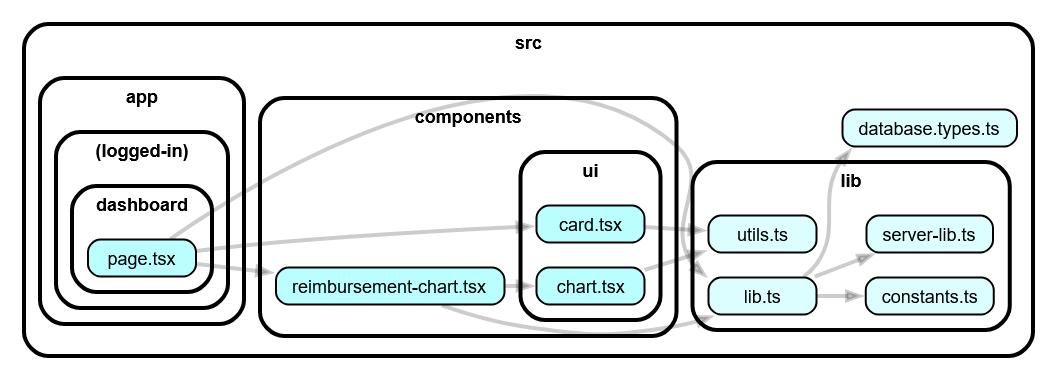 src
app
components
database.types.ts
(logged-in)
ui
lib
dashboard
card.tsx
utils.ts
server-lib.ts
page.tsx
reimbursement-chart.tsx
chart.tsx
lib.ts
constants.ts